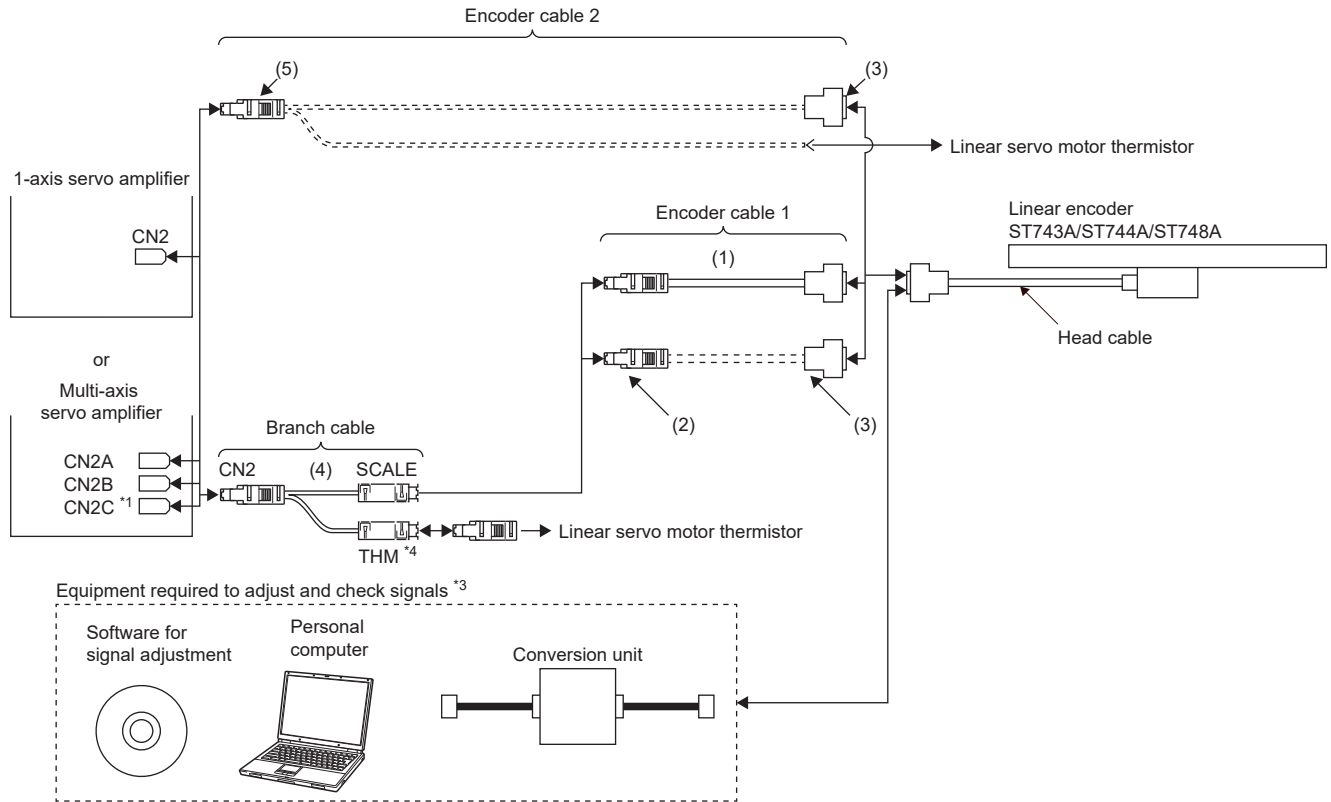 Encoder cable 2
(5)
(3)
Linear servo motor thermistor
1-axis servo amplifier
CN2
Encoder cable 1
(1)
Linear encoder
ST743A/ST744A/ST748A
Head cable
or
Multi-axis
servo amplifier
(2)
(3)
Branch cable
CN2
(4)
SCALE
CN2A
CN2B
CN2C *1
Linear servo motor thermistor
THM *4
Equipment required to adjust and check signals *3
Software for
signal adjustment
Personal
computer
Conversion unit